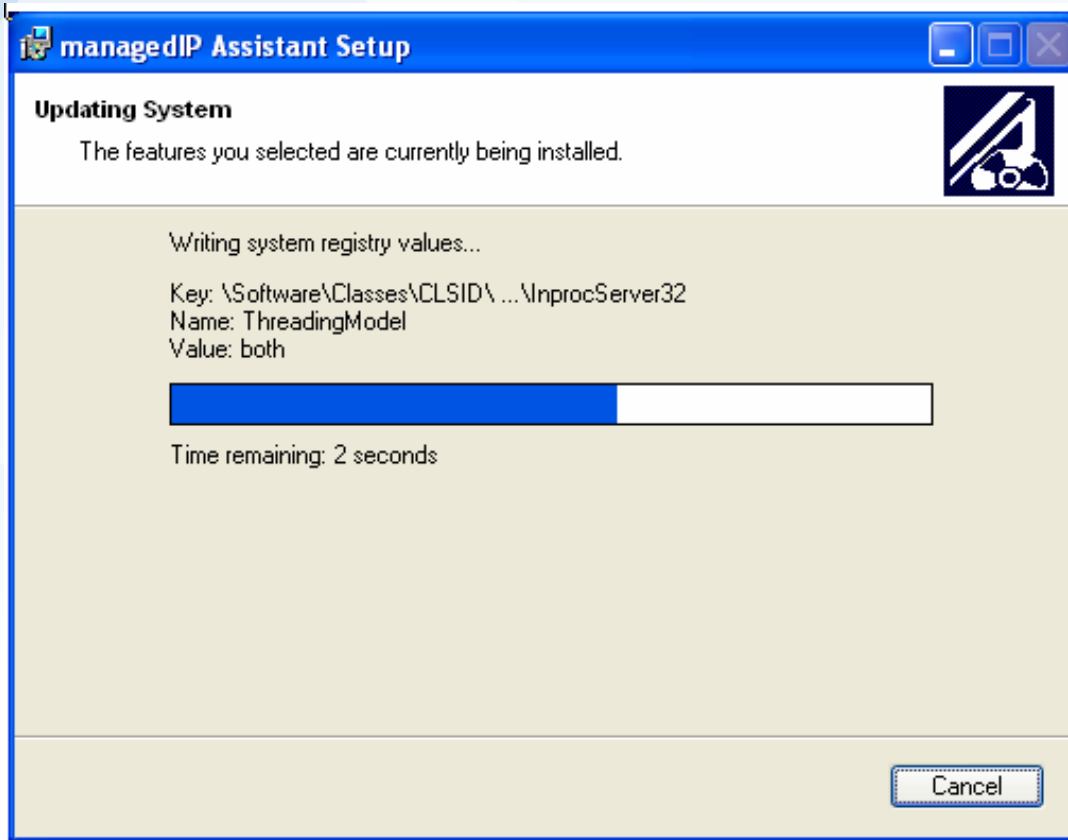 managedIP Assistant Setup
Updating System
The features you selected are currently being installed.
Writing system registry values...
Key: \Software\Classes\CLSID\ ...\InprocServer32
Name: ThreadingModel
Value: both
Time remaining: 2 seconds
Cancel